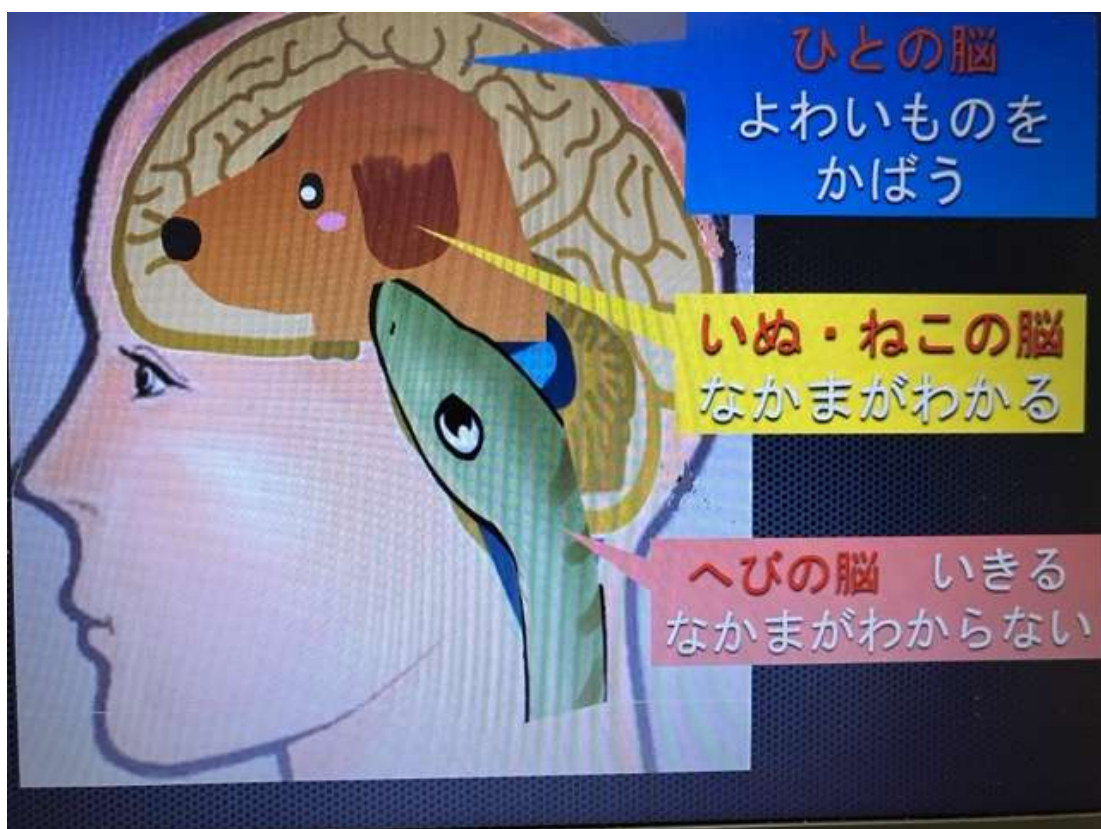 ひとの脳
よわいものを
かばう
いぬ・ねこの脳
なかまがわかる
へびの脳　いきる
なかまがわからない